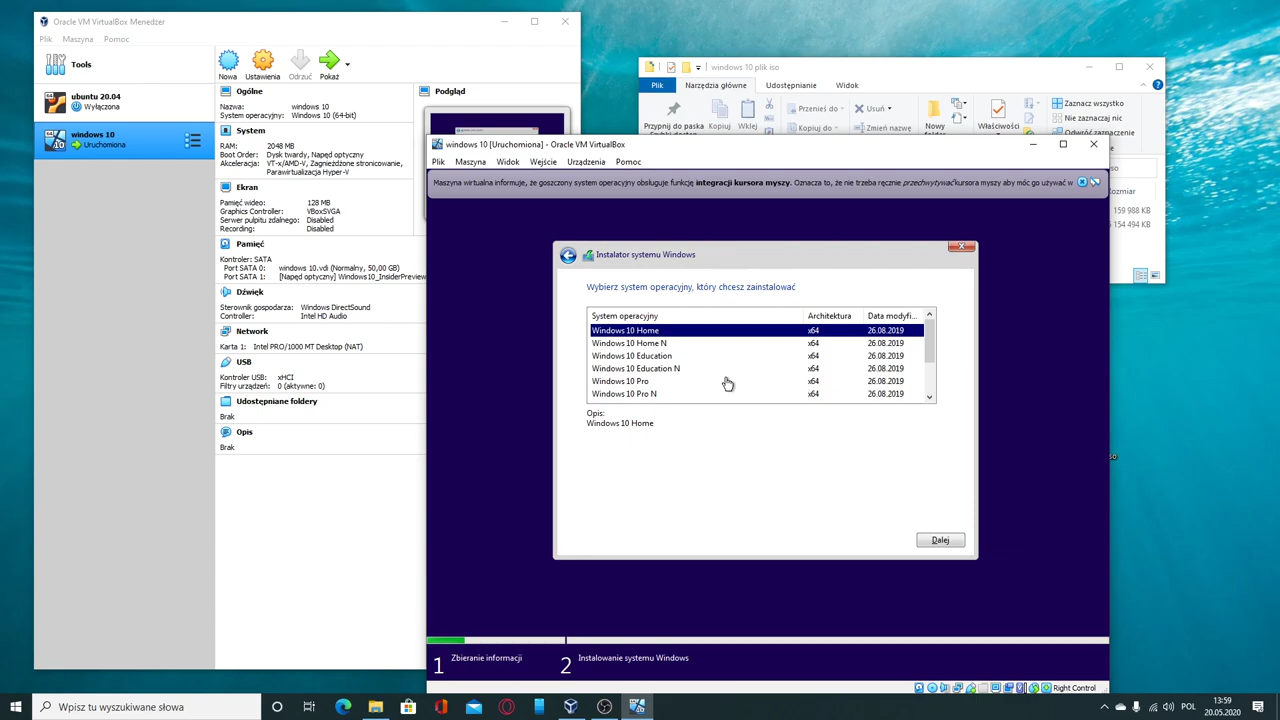 Oracle VM VirtualBox Menedżer
Plik Maszyna Pomoc
Tools
ubuntu 20.04
Wyłączona
windows 10
Uruchomiona
Nowa Ustawienia Odrzuć Pokaż
Ogólne
Nazwa: windows 10
System operacyjny: Windows 10 (64-bit)
System
RAM: 2048 MB
Boot Order: Dysk twardy, Napęd optyczny
Akceleracja: VT-x/AMD-V, Zagnieżdżone stronicowanie,
Parawirtualizacja Hyper-V
Ekran
Pamięć wideo: 128 MB
Graphics Controller: VBoxSVGA
Serwer pulpitu zdalnego: Disabled
Recording: Disabled
Pamięć
Kontroler: SATA
Port SATA 0: windows 10.vdi (Normalny, 50,00 GB)
Port SATA 1: [Napęd optyczny] Windows10_InsiderPreview
Dźwięk
Sterownik gospodarza: Windows DirectSound
Controller: Intel HD Audio
Network
Karta 1: Intel PRO/1000 MT Desktop (NAT)
USB
Kontroler USB: xHCI
Filtry urządzeń: 0 (aktywne: 0)
Udostępniane foldery
Brak
Opis
Brak
Podgląd
windows 10 plik iso
Plik Narzędzia główne Udostępnianie Widok
Przypnij do paska Kopiuj Wklej
Przenieś do Usuń
Kopiuj do Zmień nazwę
Nowy Właściwości
Zaznacz wszystko
Nie zaznaczaj nic
Odwróć zaznaczenie
iso
Rozmiar
159 988 KB
154 494 KB
windows 10 [Uruchomiona] - Oracle VM VirtualBox
Plik Maszyna Widok Wejście Urządzenia Pomoc
Maszyna wirtualna informuje, że goszczony system operacyjny obsługuje funkcję integracji kursora myszy. Oznacza to, że nie trzeba ręcznie przechwytywać kursora myszy aby móc go używać w
Instalator systemu Windows
Wybierz system operacyjny, który chcesz zainstalować
System operacyjny Architektura Data modyfi...
Windows 10 Home x64 26.08.2019
Windows 10 Home N x64 26.08.2019
Windows 10 Education x64 26.08.2019
Windows 10 Education N x64 26.08.2019
Windows 10 Pro x64 26.08.2019
Windows 10 Pro N x64 26.08.2019
Opis:
Windows 10 Home
Dalej
1 Zbieranie informacji 2 Instalowanie systemu Windows
Right Control
Wpisz tu wyszukiwane słowa
POL
13:59
20.05.2020